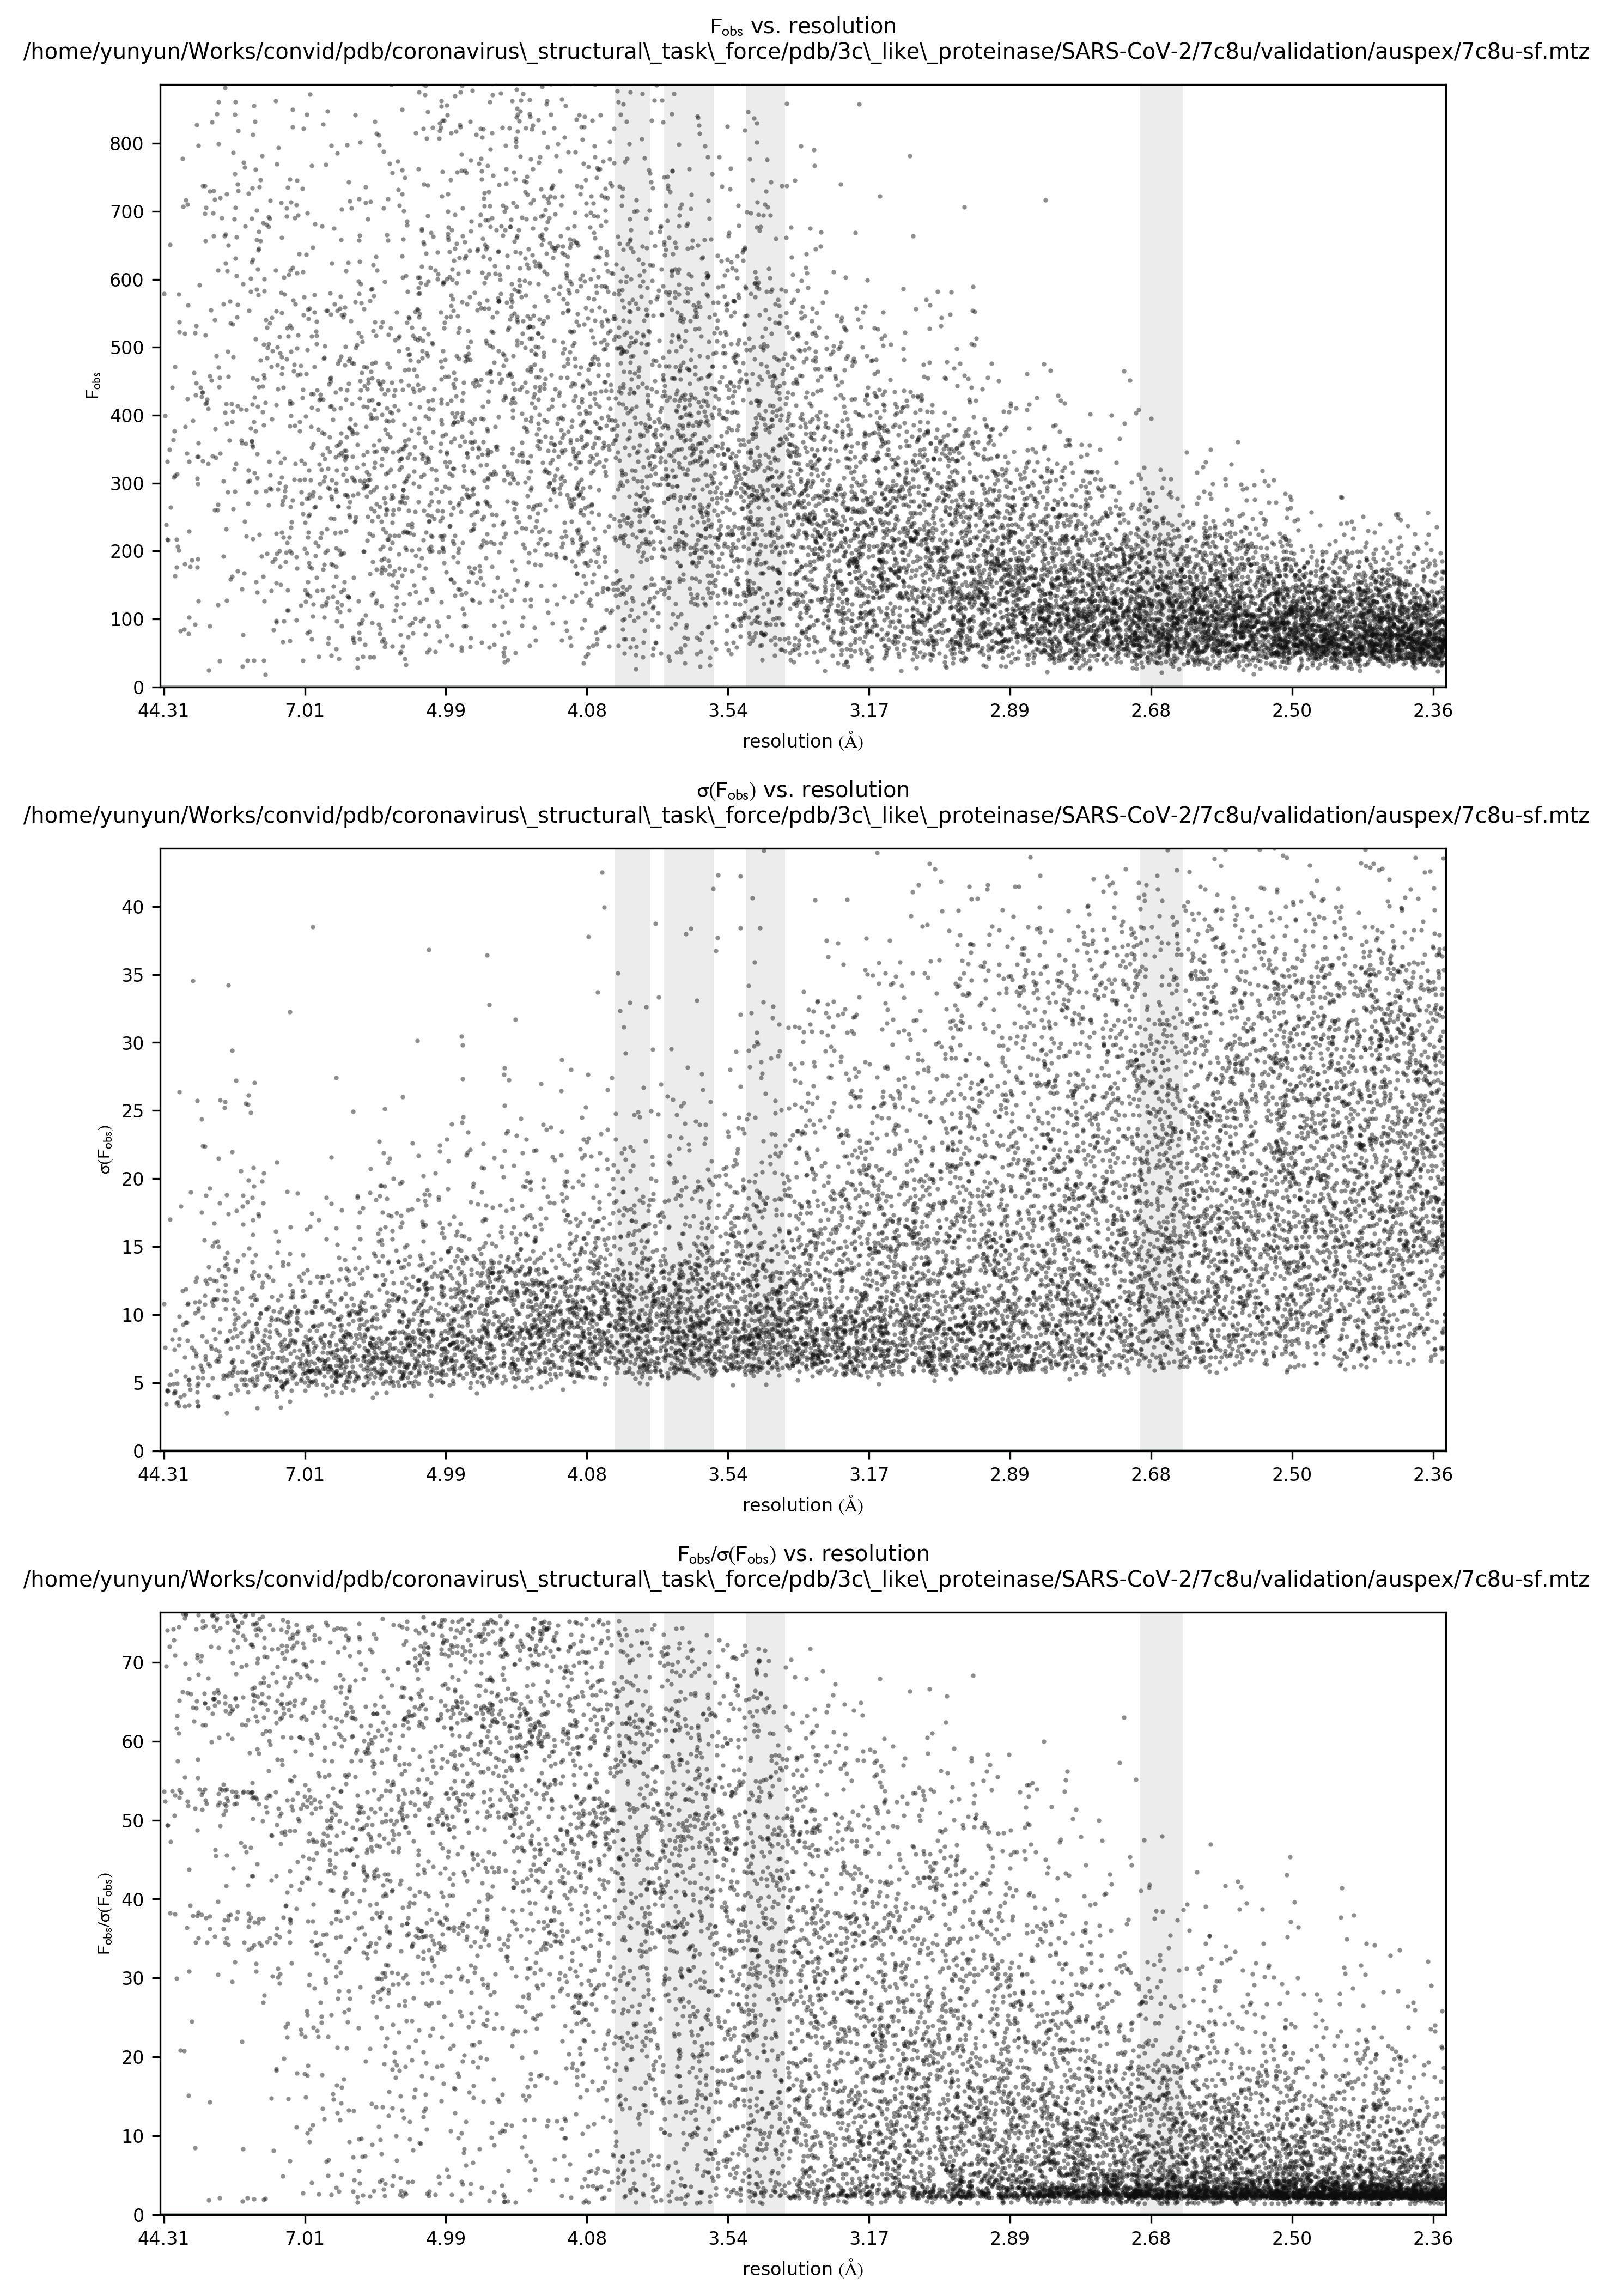 Fobs vs. resolution
/home/yunyun/Works/convid/pdb/coronavirus\_structural\_task\_force/pdb/3c\_like\_proteinase/SARS-CoV-2/7c8u/validation/auspex/7c8u-sf.mtz
800
700
600
500
400
300
200
100
0
Fobs
44.31 7.01 4.99 4.08 3.54 3.17 2.89 2.68 2.50 2.36
resolution (Å)
σ(Fobs) vs. resolution
/home/yunyun/Works/convid/pdb/coronavirus\_structural\_task\_force/pdb/3c\_like\_proteinase/SARS-CoV-2/7c8u/validation/auspex/7c8u-sf.mtz
40
35
30
25
20
15
10
5
0
σ(Fobs)
44.31 7.01 4.99 4.08 3.54 3.17 2.89 2.68 2.50 2.36
resolution (Å)
Fobs/σ(Fobs) vs. resolution
/home/yunyun/Works/convid/pdb/coronavirus\_structural\_task\_force/pdb/3c\_like\_proteinase/SARS-CoV-2/7c8u/validation/auspex/7c8u-sf.mtz
70
60
50
40
30
20
10
0
Fobs/σ(Fobs)
44.31 7.01 4.99 4.08 3.54 3.17 2.89 2.68 2.50 2.36
resolution (Å)